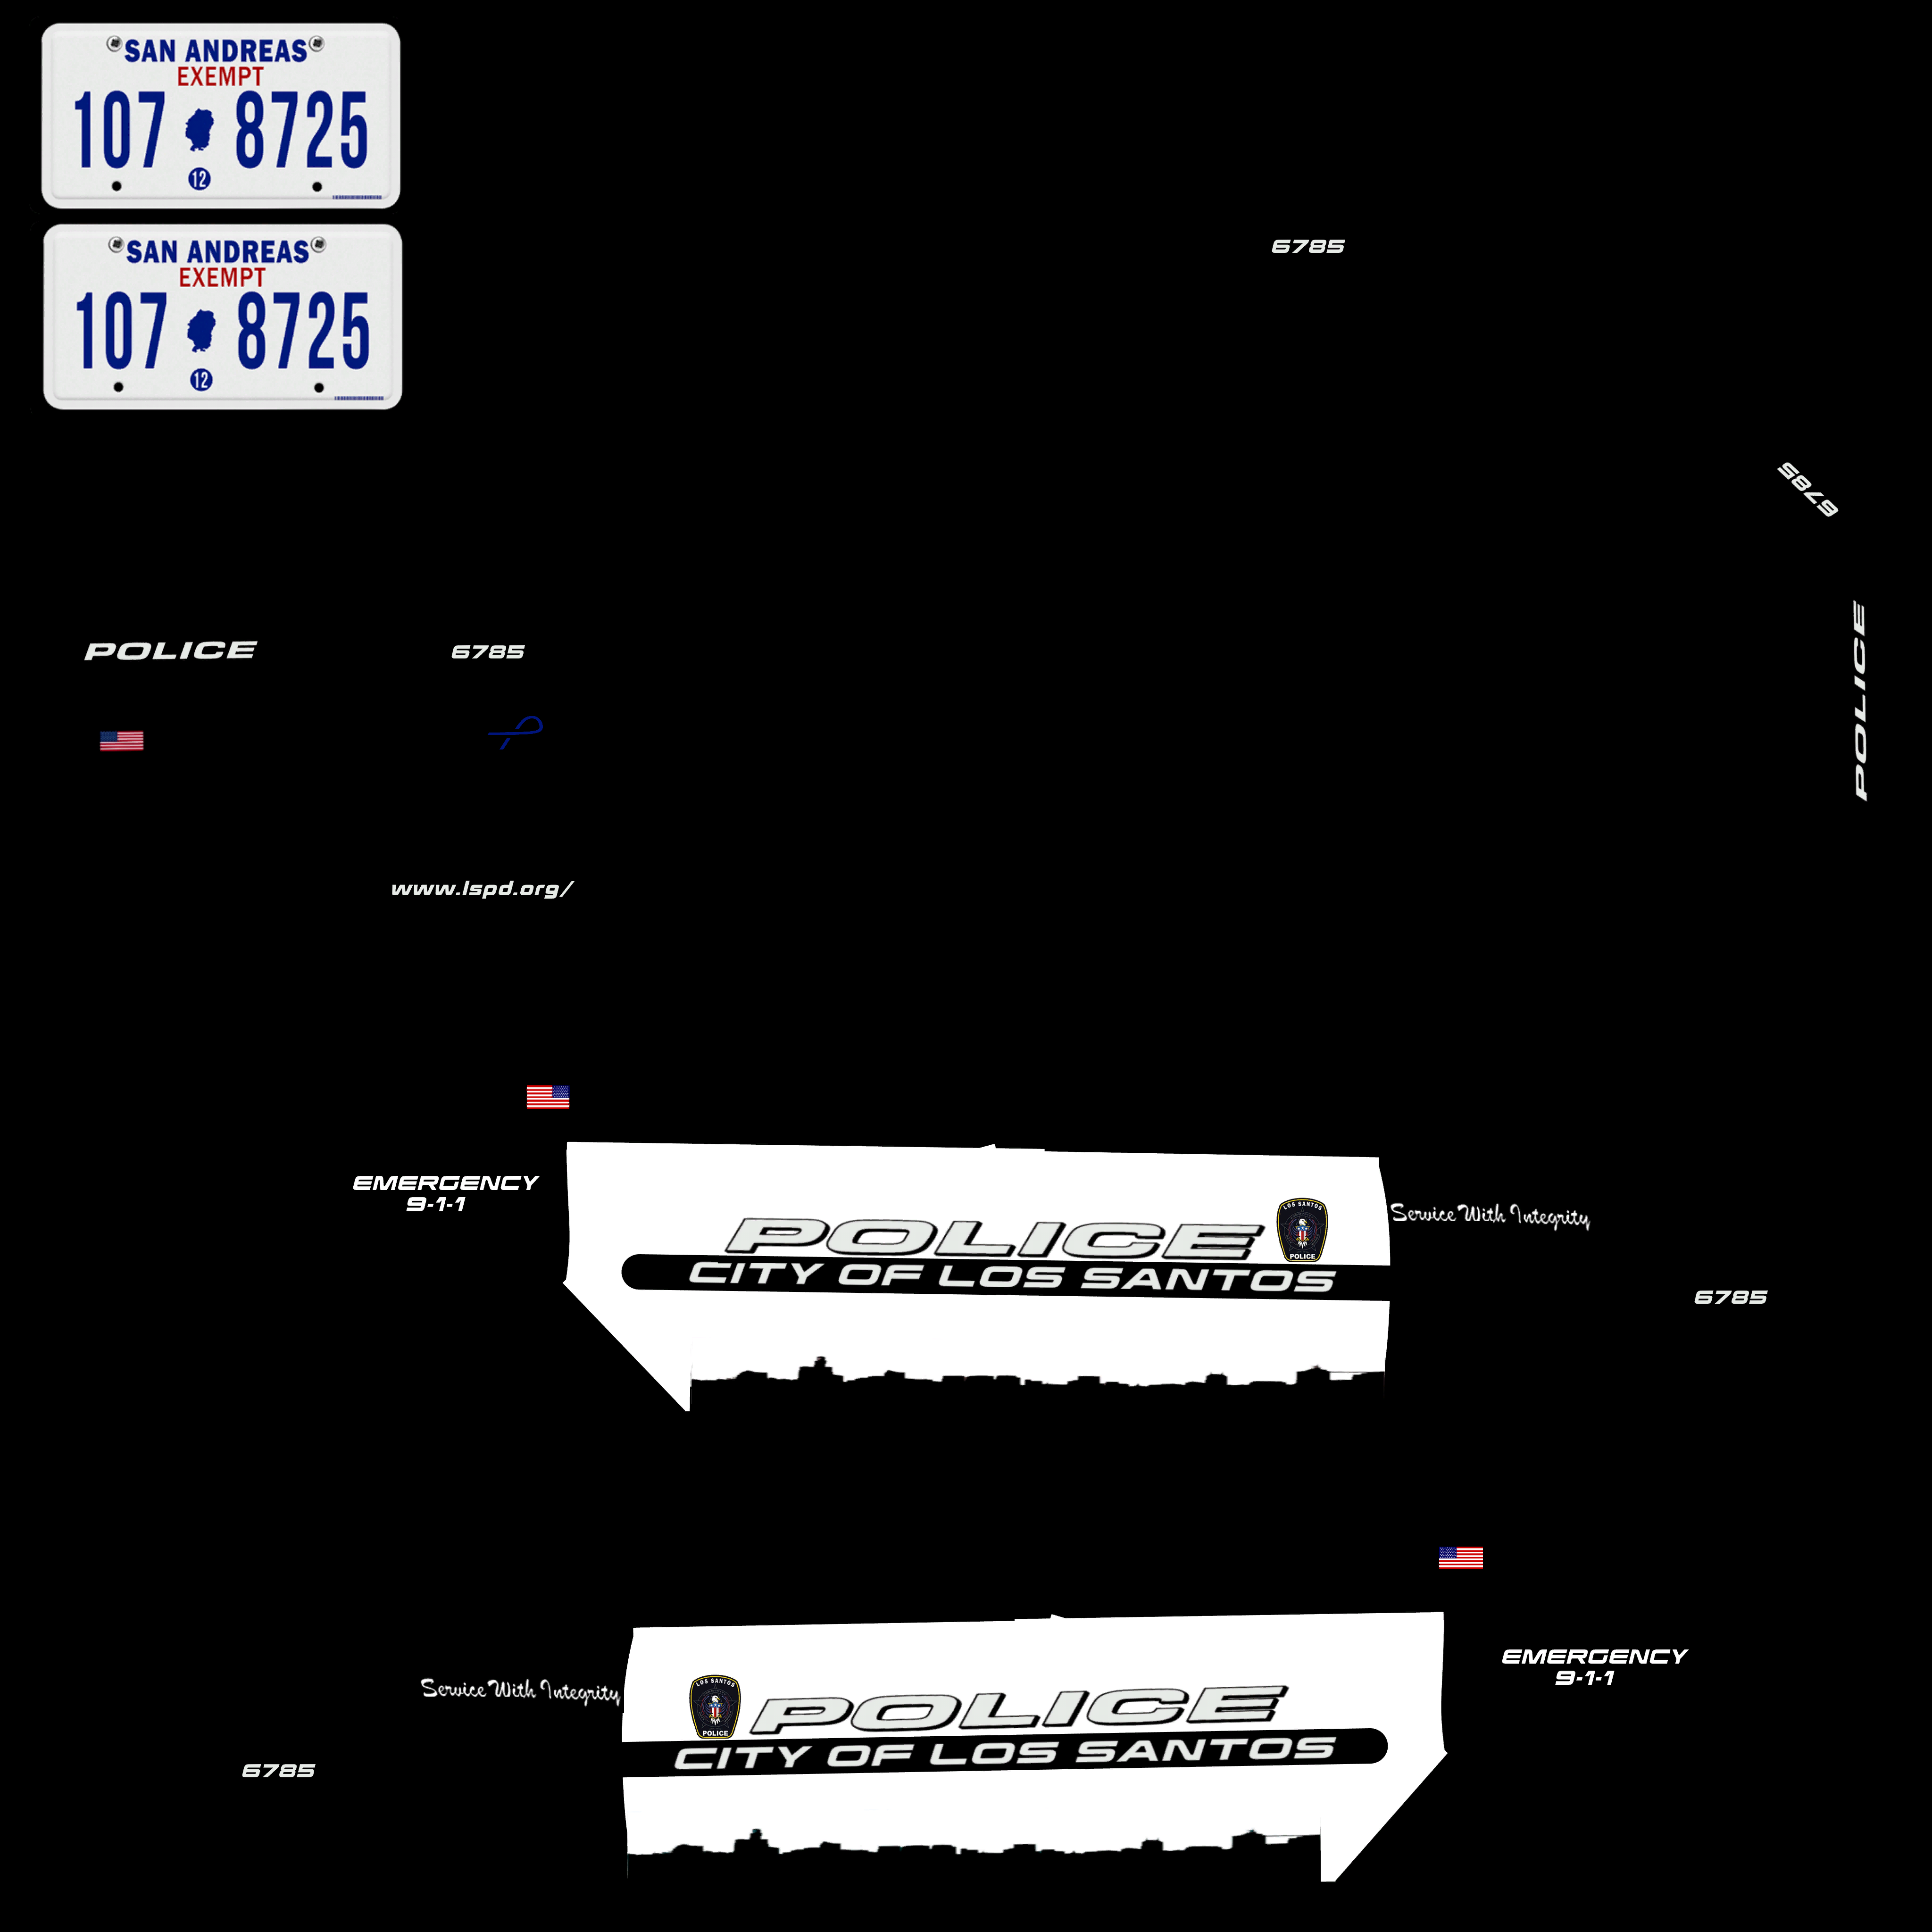 SAN ANDREAS
EXEMPT
107 8725
12
SAN ANDREAS
EXEMPT
107 8725
12
6785
6785
POLICE
POLICE
6785
www.lspd.org/
EMERGENCY
9-1-1
POLICE
LOS SANTOS
POLICE
CITY OF LOS SANTOS
Service With Integrity
6785
EMERGENCY
9-1-1
Service With Integrity
LOS SANTOS
POLICE
POLICE
CITY OF LOS SANTOS
6785